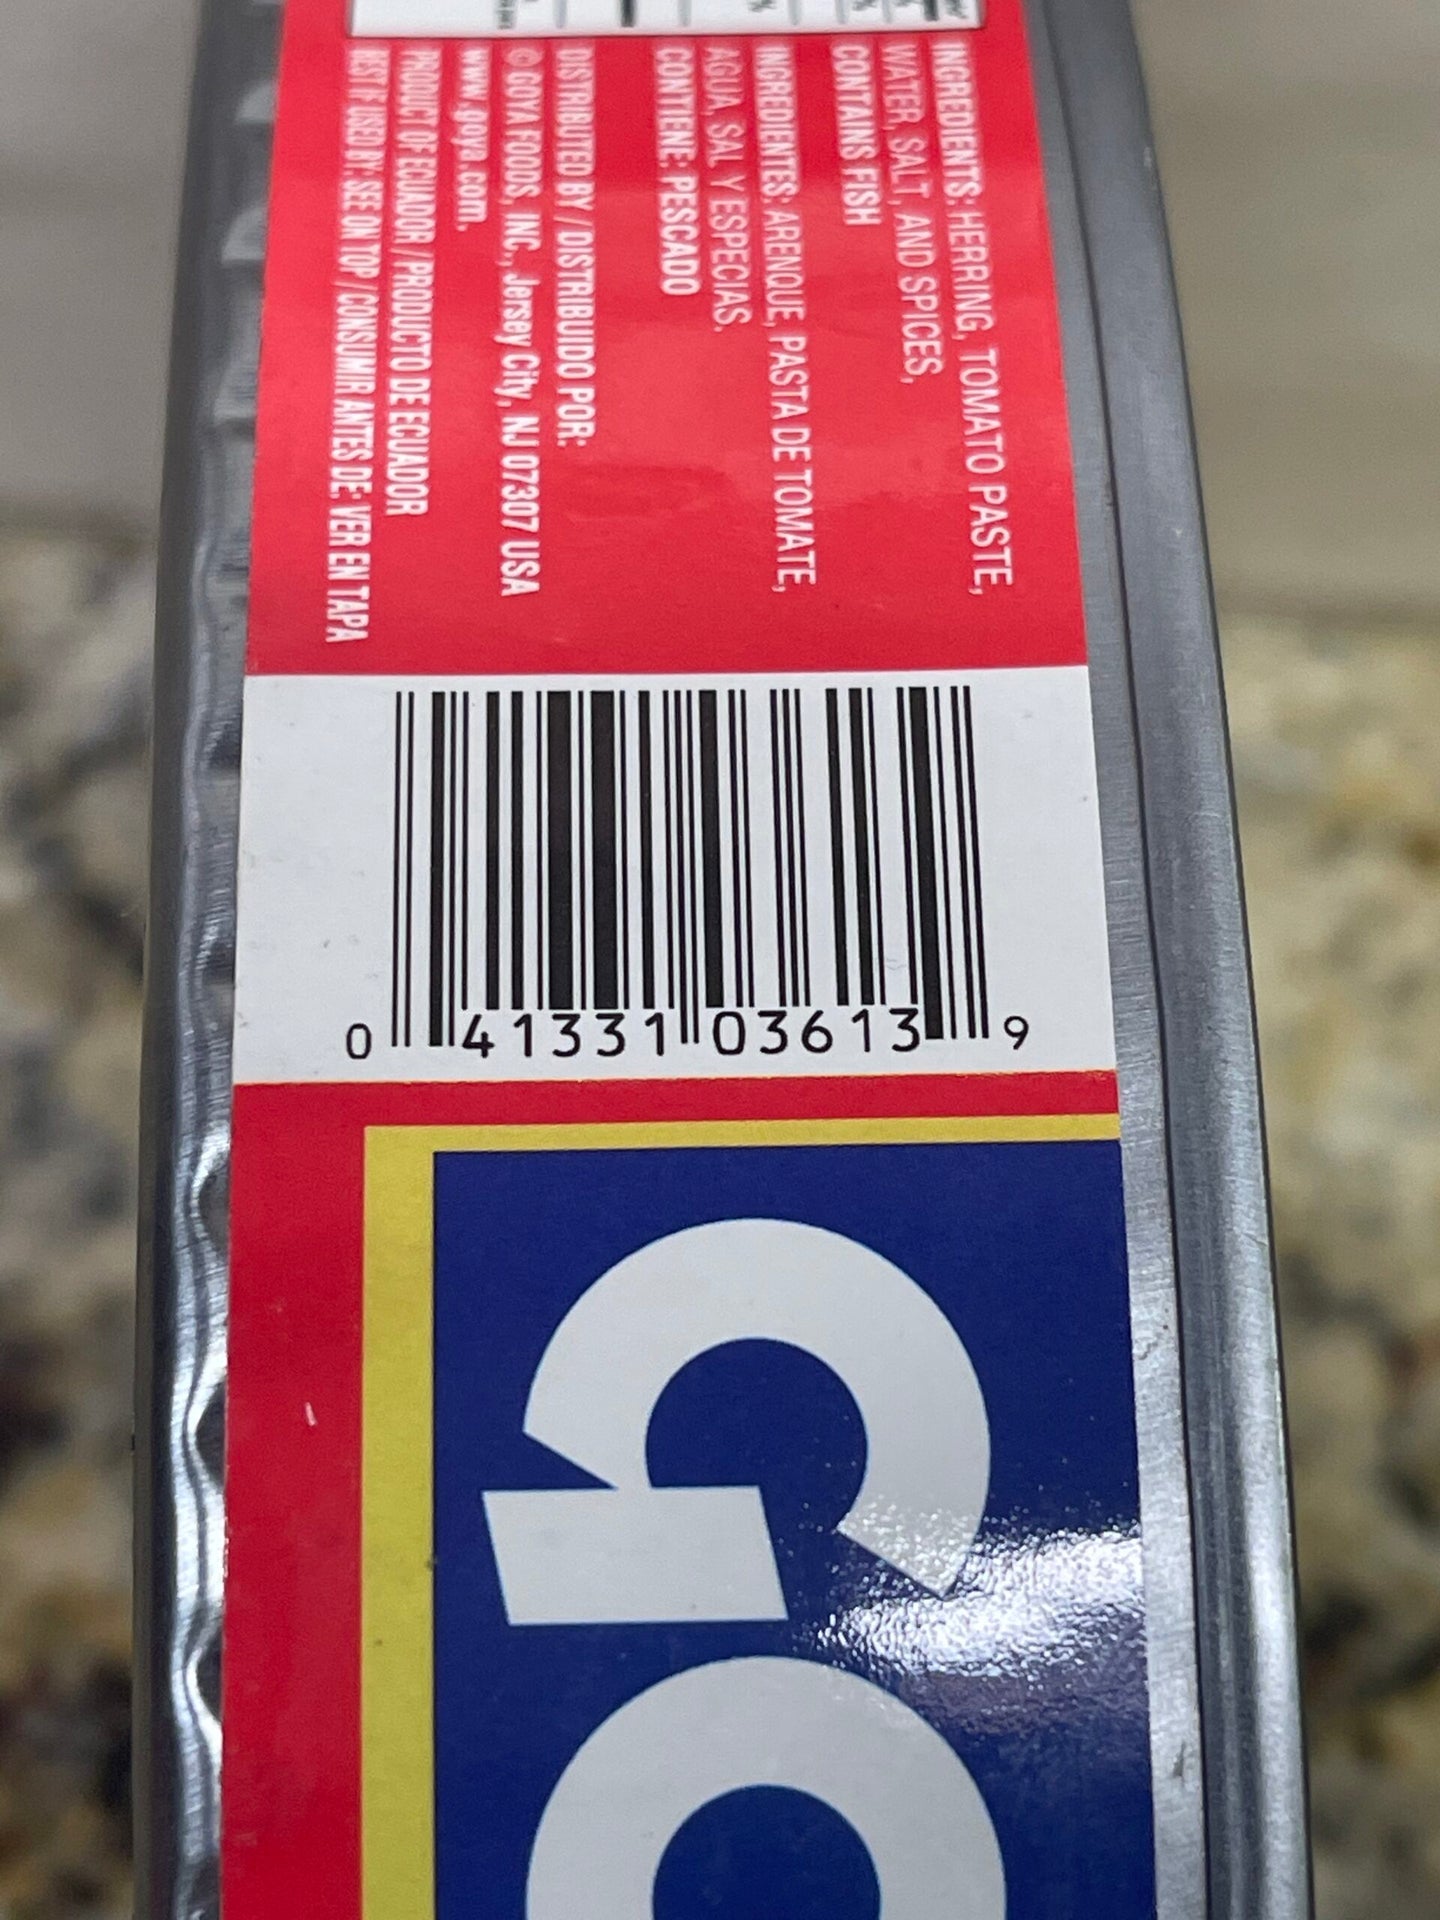 INGREDIENTS: HERRING, TOMATO PASTE,
WATER, SALT, AND SPICES,
CONTAINS FISH
INGREDIENTES: ARENQUE, PASTA DE TOMATE,
AGUA, SAL Y ESPECIAS.
CONTIENE: PESCADO
DISTRIBUTED BY / DISTRIBUIDO POR:
© GOYA FOODS, INC., Jersey City, NJ 07307 USA
www.goya.com.
PRODUCT OF ECUADOR / PRODUCTO DE ECUADOR
BEST IF USED BY: SEE ON TOP / CONSUMIR ANTES DE: VER EN TAPA
0 41331 03613 9
GO